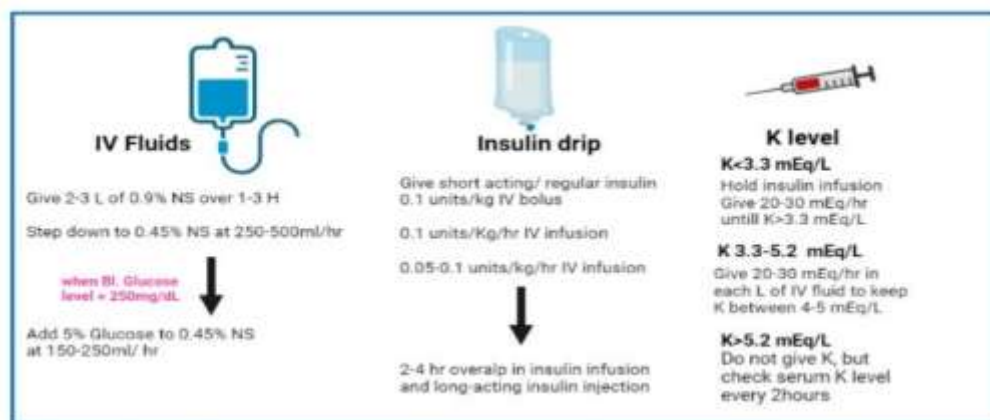 IV Fluids
Give 2-3 L of 0.9% NS over 1-3 H
Step down to 0.45% NS at 250-500ml/hr
when Bl. Glucose
level = 250mg/dL
Add 5% Glucose to 0.45% NS
at 150-250ml/ hr
Insulin drip
Give short acting/ regular insulin
0.1 units/kg IV bolus
0.1 units/Kg/hr IV infusion
0.05-0.1 units/kg/hr IV infusion
2-4 hr overalp in insulin infusion
and long-acting insulin injection
K level
K<3.3 mEq/L
Hold insulin infusion
Give 20-30 mEq/hr
untill K>3.3 mEq/L
K 3.3-5.2 mEq/L
Give 20-30 mEq/hr in
each L of IV fluid to keep
K between 4-5 mEq/L
K>5.2 mEq/L
Do not give K, but
check serum K level
every 2hours